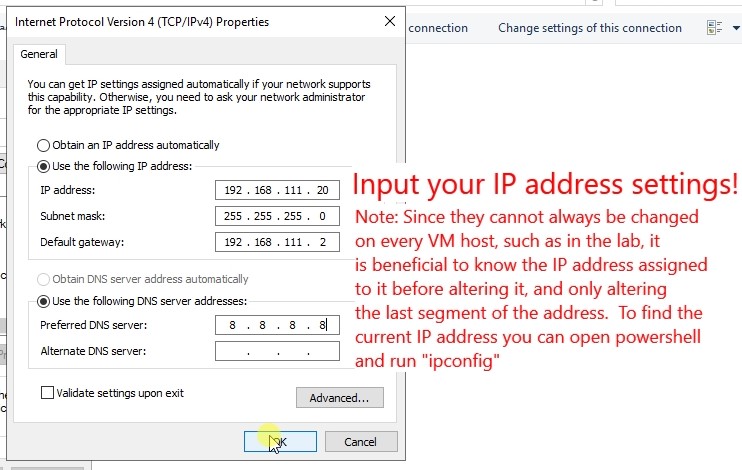 Internet Protocol Version 4 (TCP/IPv4) Properties
connection
Change settings of this connection
General
You can get IP settings assigned automatically if your network supports
this capability. Otherwise, you need to ask your network administrator
for the appropriate IP settings.
Obtain an IP address automatically
Use the following IP address:
IP address: 192 . 168 . 111 . 20
Subnet mask: 255 . 255 . 255 . 0
Default gateway: 192 . 168 . 111 . 2
Obtain DNS server address automatically
Use the following DNS server addresses:
Preferred DNS server: 8 . 8 . 8 . 8
Alternate DNS server: . . .
Validate settings upon exit
Advanced...
OK
Cancel
Input your IP address settings!
Note: Since they cannot always be changed
on every VM host, such as in the lab, it
is beneficial to know the IP address assigned
to it before altering it, and only altering
the last segment of the address. To find the
current IP address you can open powershell
and run "ipconfig"